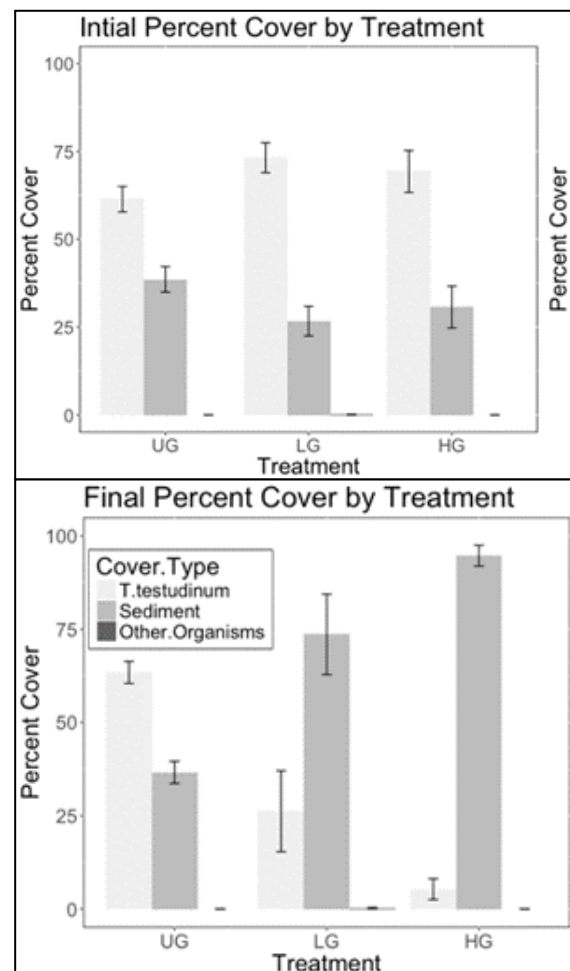 Intial Percent Cover by Treatment
100
75
50
25
0
Percent Cover
Percent Cover
UG LG HG
Treatment
Final Percent Cover by Treatment
100
75
50
25
0
Percent Cover
Cover.Type
T.testudinum
Sediment
Other.Organisms
UG LG HG
Treatment